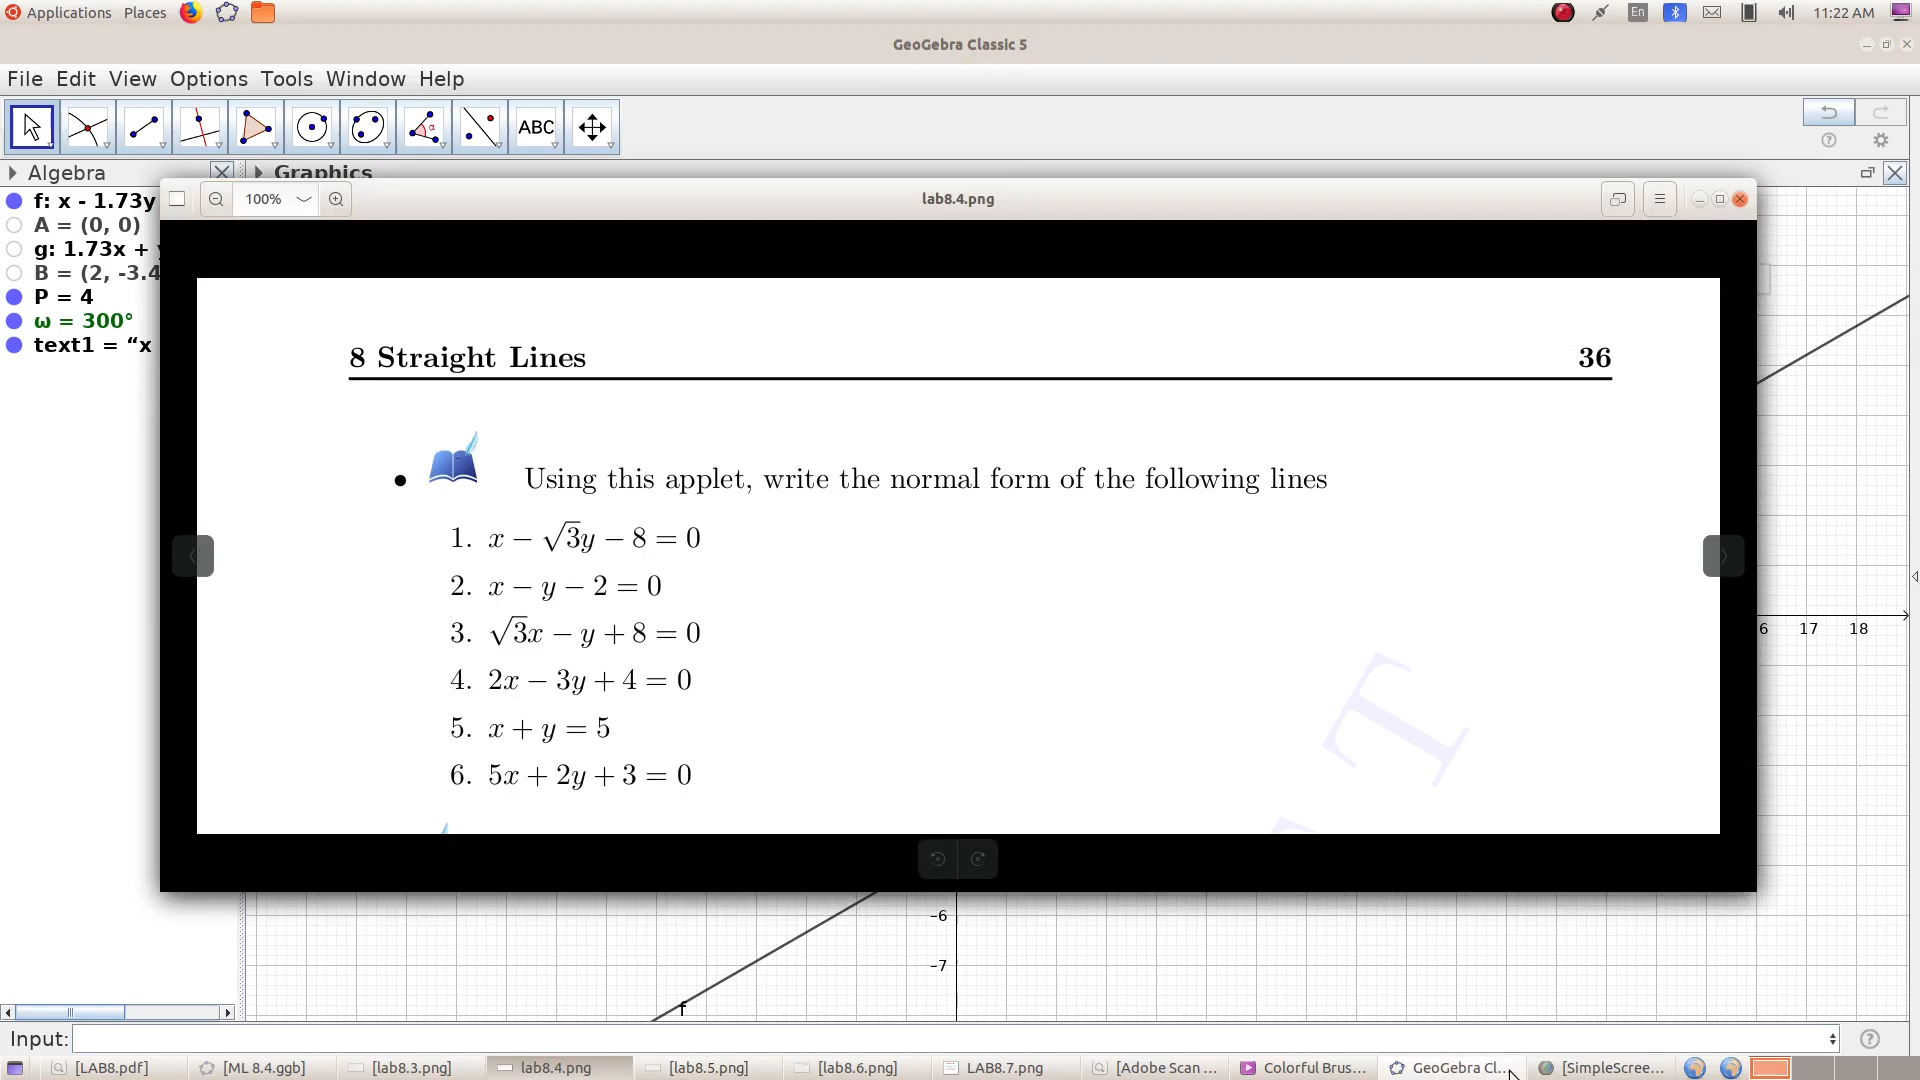 Applications Places En 11:22 AM
GeoGebra Classic 5
File Edit View Options Tools Window Help
ABC
Algebra
Graphics
f: x - 1.73y
A = (0, 0)
g: 1.73x +
B = (2, -3.4
P = 4
ω = 300°
text1 = “x
100%
lab8.4.png
8 Straight Lines 36
• Using this applet, write the normal form of the following lines
1. x − √3y − 8 = 0
2. x − y − 2 = 0
3. √3x − y + 8 = 0
4. 2x − 3y + 4 = 0
5. x + y = 5
6. 5x + 2y + 3 = 0
T
6 17 18
-6
-7
f
Input:
[LAB8.pdf] [ML 8.4.ggb] [lab8.3.png] lab8.4.png [lab8.5.png] [lab8.6.png] LAB8.7.png [Adobe Scan ... Colorful Brus... GeoGebra Cl... [SimpleScree...